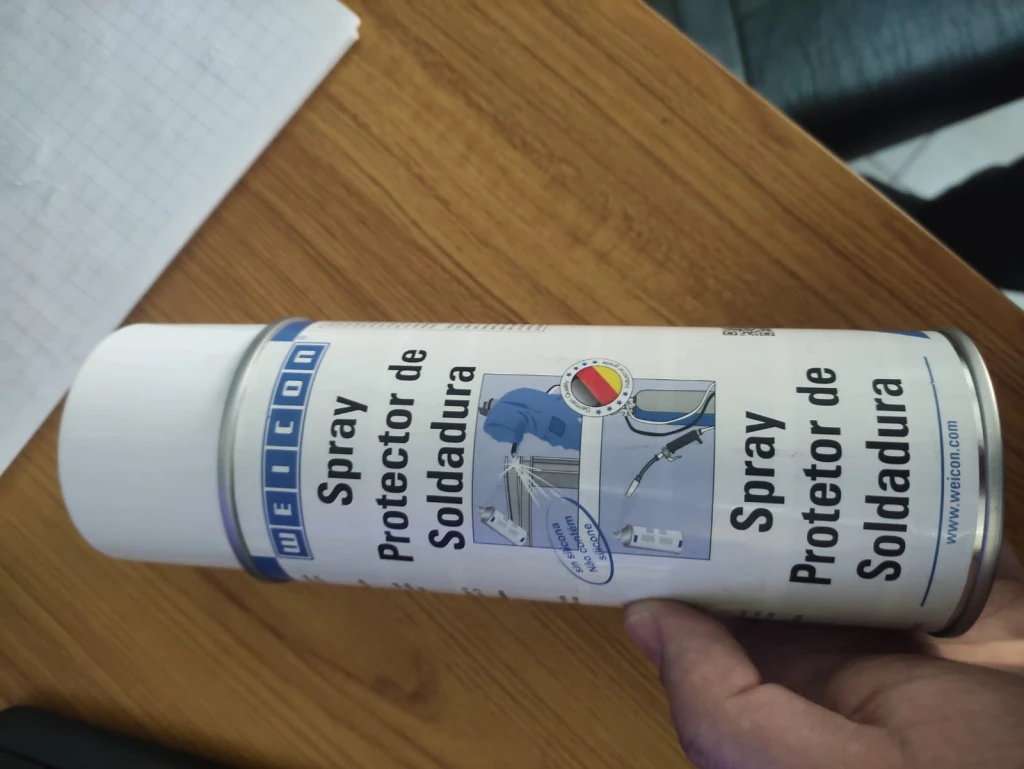 WEICON
Spray
Protector de
Soldadura
sin silicona
Não contém
silicone
Spray
Protetor de
Soldadura
www.weicon.com